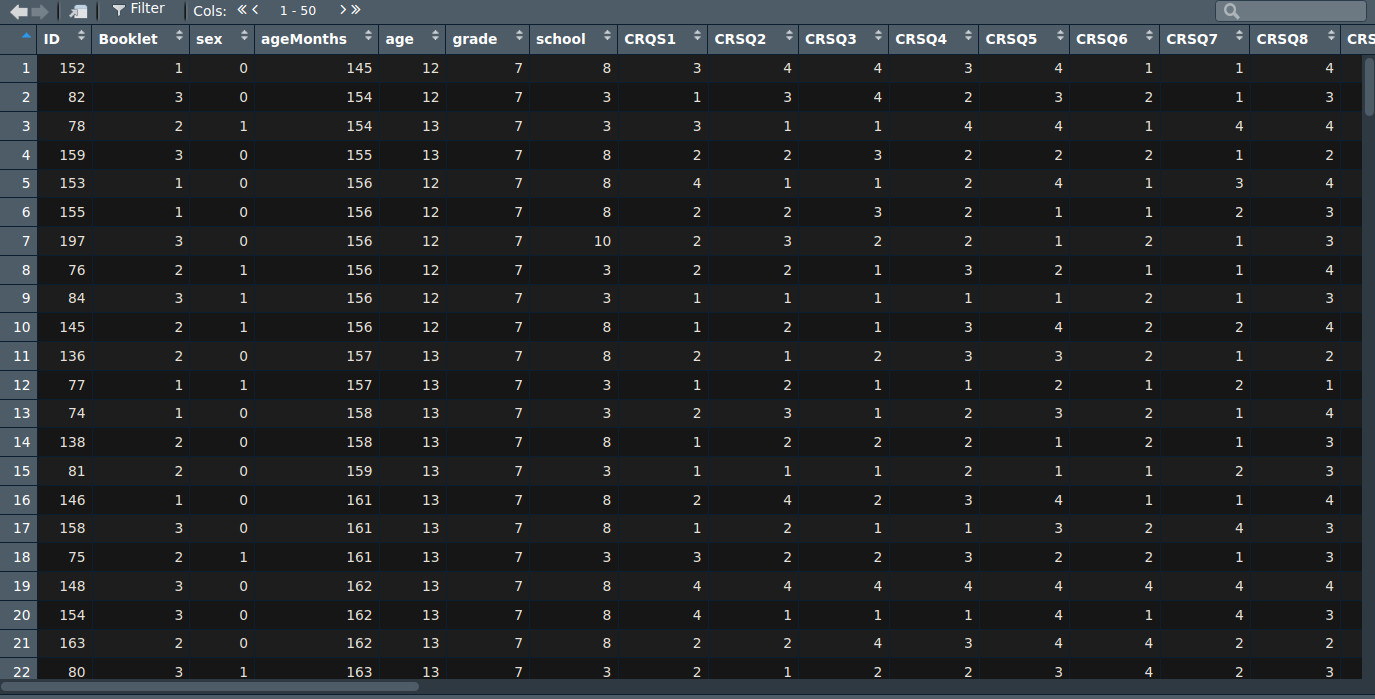 Filter Cols: « < 1 - 50 > »
ID Booklet sex ageMonths age grade school CRQS1 CRSQ2 CRSQ3 CRSQ4 CRSQ5 CRSQ6 CRSQ7 CRSQ8 CRS
1 152 1 0 145 12 7 8 3 4 4 3 4 1 1 4
2 82 3 0 154 12 7 3 1 3 4 2 3 2 1 3
3 78 2 1 154 13 7 3 3 1 1 4 4 1 4 4
4 159 3 0 155 13 7 8 2 2 3 2 2 2 1 2
5 153 1 0 156 12 7 8 4 1 1 2 4 1 3 4
6 155 1 0 156 12 7 8 2 2 3 2 1 1 2 3
7 197 3 0 156 12 7 10 2 3 2 2 1 2 1 3
8 76 2 1 156 12 7 3 2 2 1 3 2 1 1 4
9 84 3 1 156 12 7 3 1 1 1 1 1 2 1 3
10 145 2 1 156 12 7 8 1 2 1 3 4 2 2 4
11 136 2 0 157 13 7 8 2 1 2 3 3 2 1 2
12 77 1 1 157 13 7 3 1 2 1 1 2 1 2 1
13 74 1 0 158 13 7 3 2 3 1 2 3 2 1 4
14 138 2 0 158 13 7 8 1 2 2 2 1 2 1 3
15 81 2 0 159 13 7 3 1 1 1 2 1 1 2 3
16 146 1 0 161 13 7 8 2 4 2 3 4 1 1 4
17 158 3 0 161 13 7 8 1 2 1 1 3 2 4 3
18 75 2 1 161 13 7 3 3 2 2 3 2 2 1 3
19 148 3 0 162 13 7 8 4 4 4 4 4 4 4 4
20 154 3 0 162 13 7 8 4 1 1 1 4 1 4 3
21 163 2 0 162 13 7 8 2 2 4 3 4 4 2 2
22 80 3 1 163 13 7 3 2 1 2 2 3 4 2 3